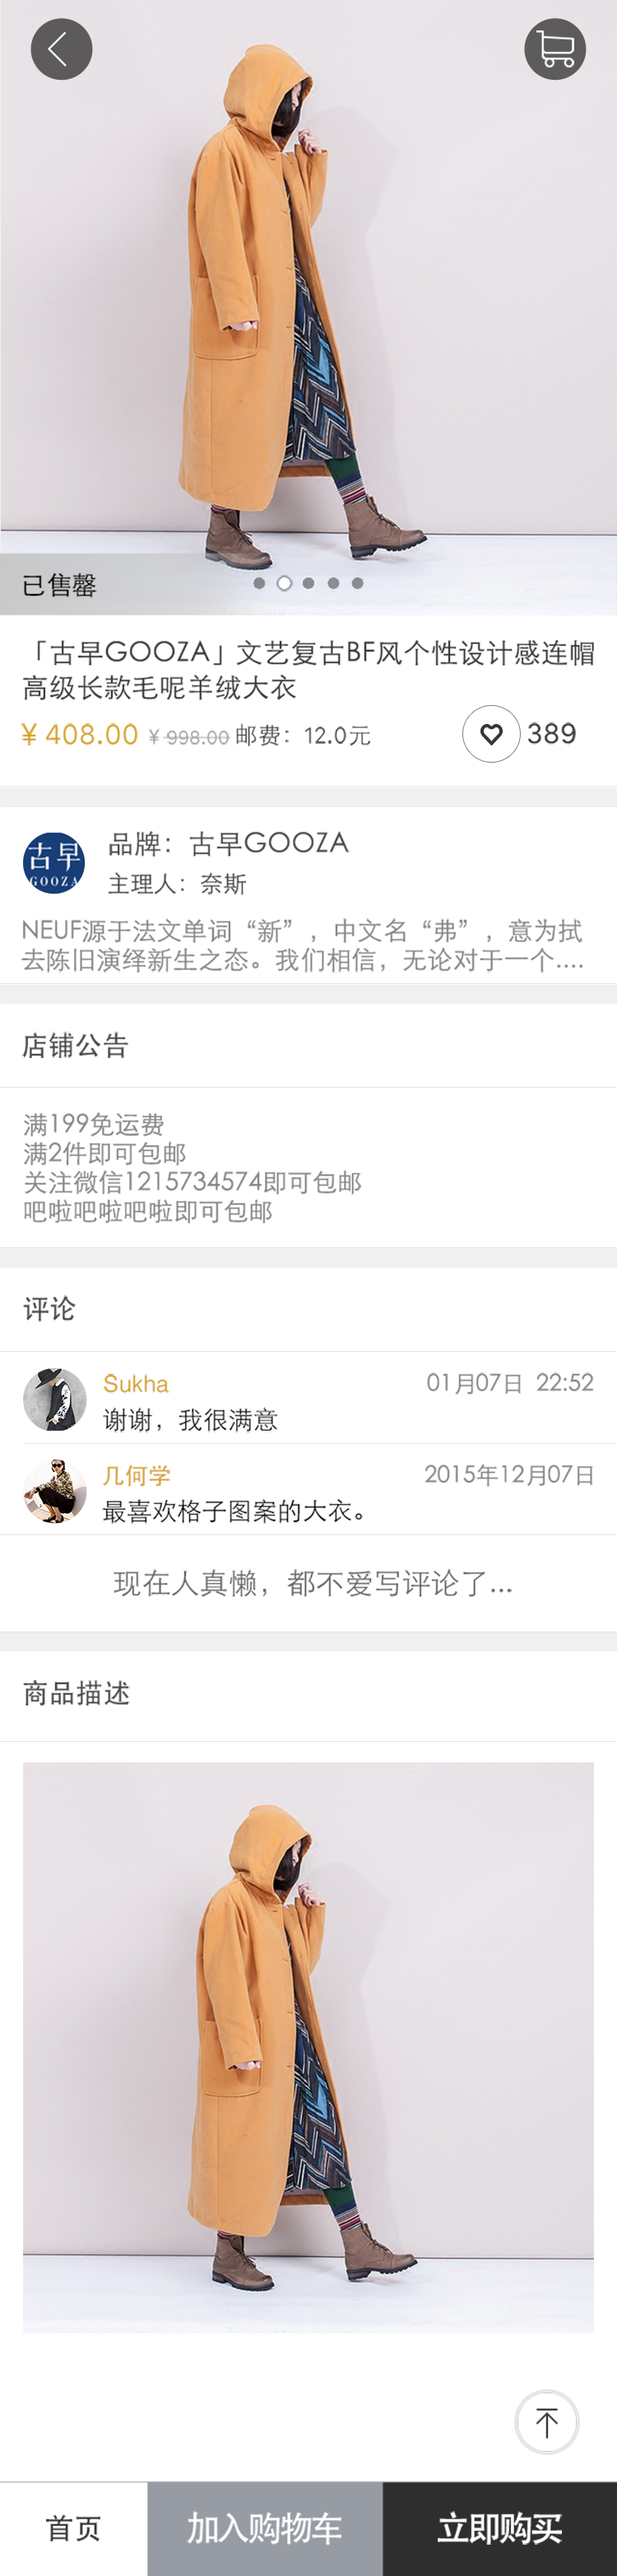 已售罄
「古早GOOZA」文艺复古BF风个性设计感连帽
高级长款毛呢羊绒大衣
¥ 408.00 ¥ 998.00 邮费：12.0元 389
古早
GOOZA
品牌：古早GOOZA
主理人：奈斯
NEUF源于法文单词“新”，中文名“弗”，意为拭
去陈旧演绎新生之态。我们相信，无论对于一个....
店铺公告
满199免运费
满2件即可包邮
关注微信1215734574即可包邮
吧啦吧啦吧啦即可包邮
评论
Sukha 01月07日 22:52
谢谢，我很满意
几何学 2015年12月07日
最喜欢格子图案的大衣。
现在人真懒，都不爱写评论了...
商品描述
首页 加入购物车 立即购买